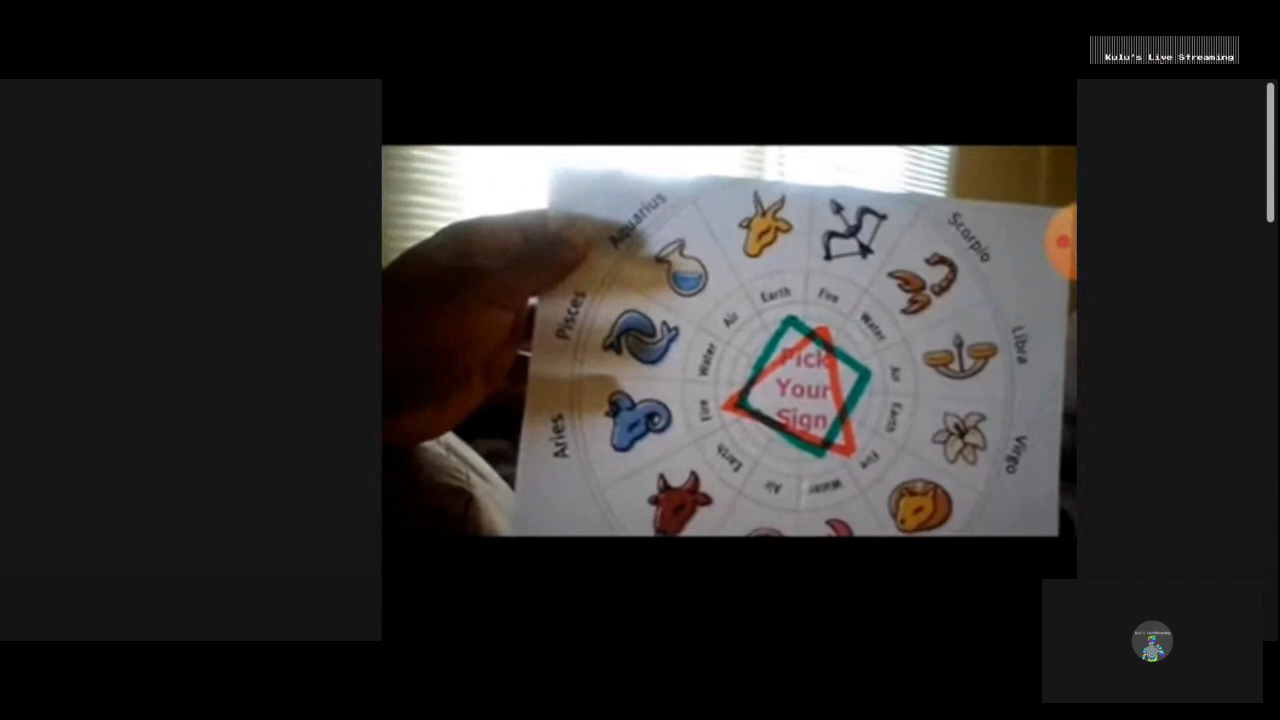 Kulu's Live Streaming
Aquarius
Scorpio
Pisces
Libra
Aries
Virgo
Earth
Fire
Air
Water
Water
Air
Fire
Earth
Earth
Fire
Air
Water
Pick
Your
Sign